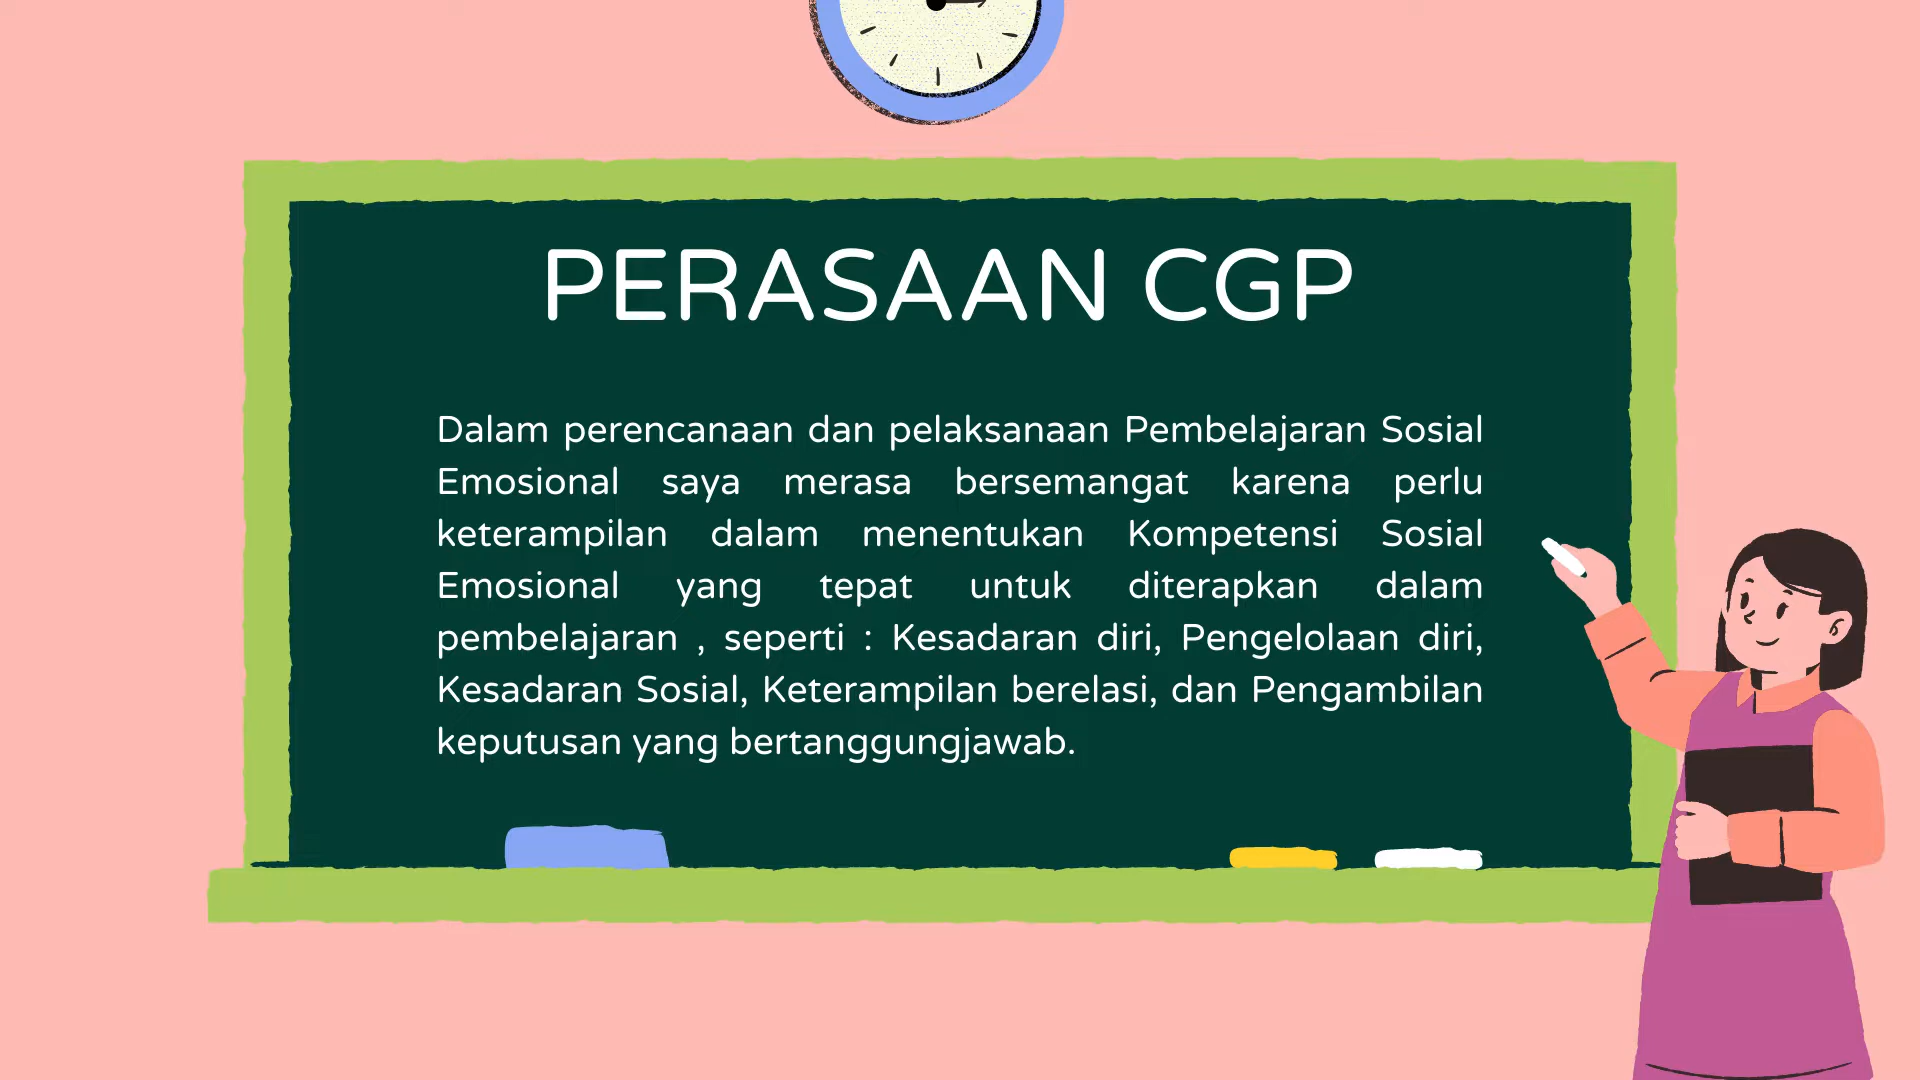 PERASAAN CGP
Dalam perencanaan dan pelaksanaan Pembelajaran Sosial
Emosional saya merasa bersemangat karena perlu
keterampilan dalam menentukan Kompetensi Sosial
Emosional yang tepat untuk diterapkan dalam
pembelajaran , seperti : Kesadaran diri, Pengelolaan diri,
Kesadaran Sosial, Keterampilan berelasi, dan Pengambilan
keputusan yang bertanggungjawab.